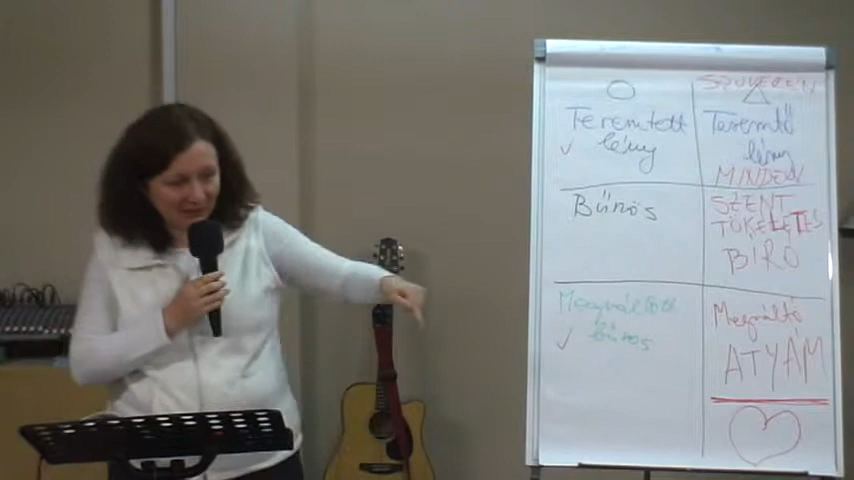 Teremtett
lény
Bűnös
Megváltott
bűnös
SZUVERÉN
Teremtő
lény
MINDEN
SZENT
TÖKÉLETES
BÍRÓ
Megváltó
ATYÁM